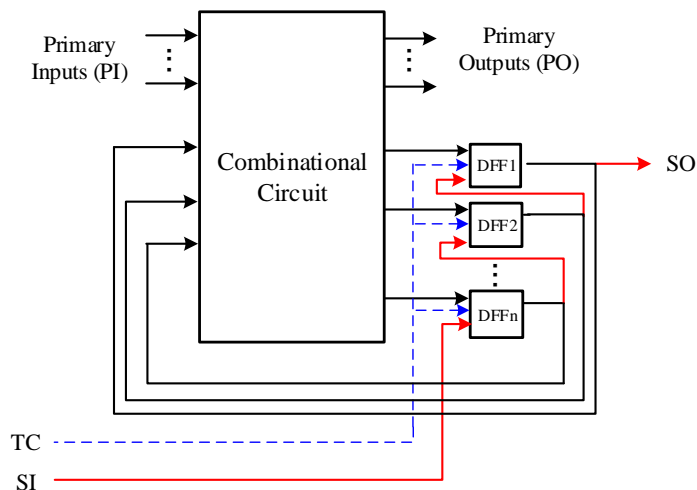 Primary
Inputs (PI)
Primary
Outputs (PO)
Combinational
Circuit
DFF1
SO
DFF2
DFFn
TC
SI